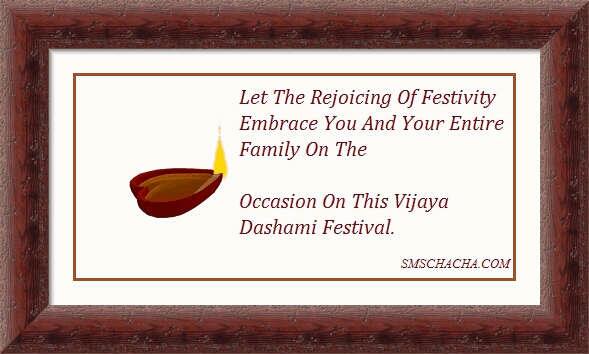 Let The Rejoicing Of Festivity
Embrace You And Your Entire
Family On The
Occasion On This Vijaya
Dashami Festival.
SMSCHACHA.COM